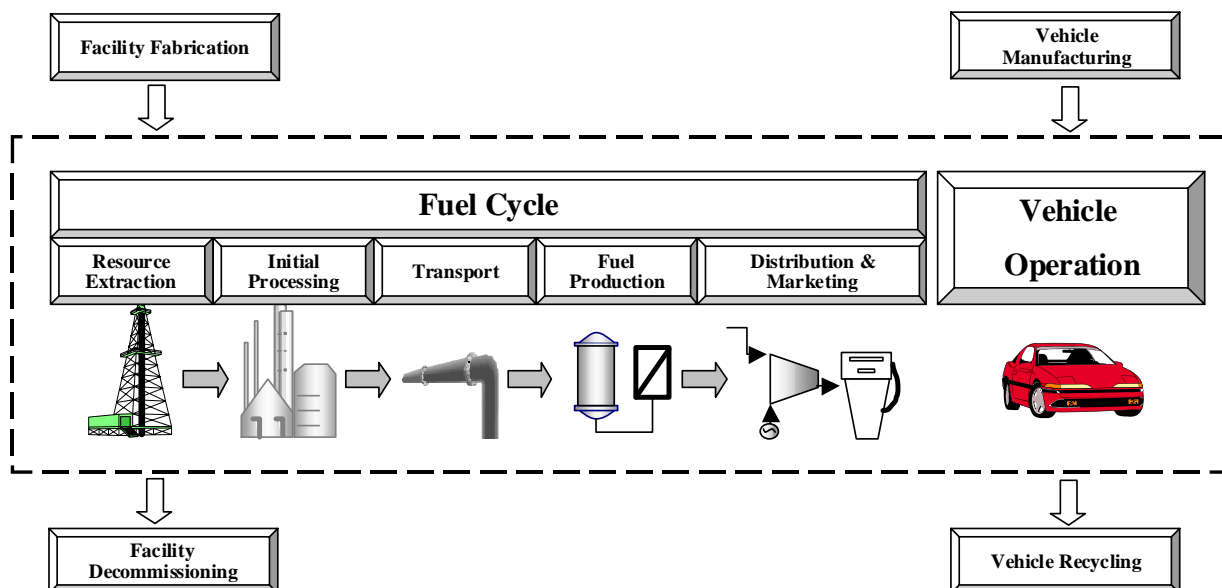 Facility Fabrication
Vehicle
Manufacturing
Fuel Cycle
Vehicle
Operation
Resource
Extraction
Initial
Processing
Transport
Fuel
Production
Distribution &
Marketing
Facility
Decommissioning
Vehicle Recycling